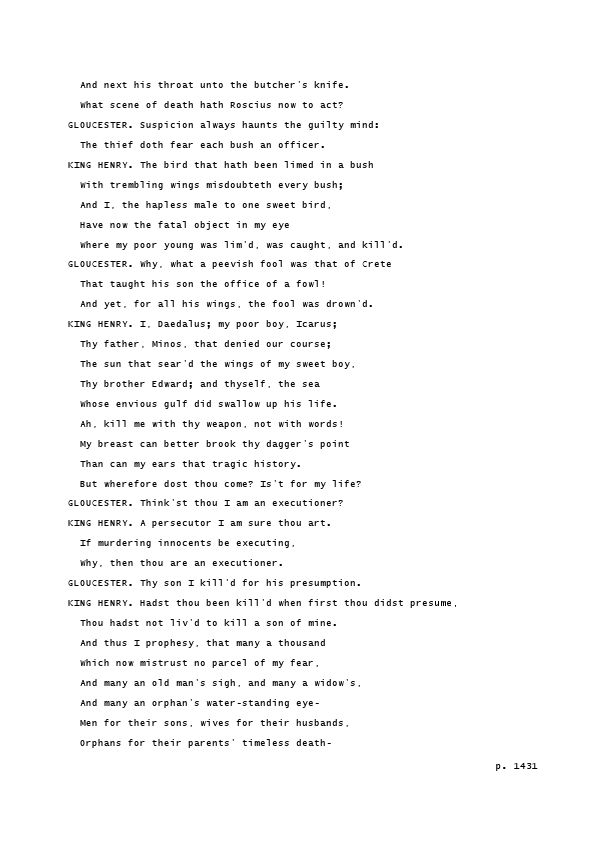 And next his throat unto the butcher's knife.
What scene of death hath Roscius now to act?
GLOUCESTER. Suspicion always haunts the guilty mind:
The thief doth fear each bush an officer.
KING HENRY. The bird that hath been limed in a bush
With trembling wings misdoubteth every bush;
And I, the hapless male to one sweet bird,
Have now the fatal object in my eye
Where my poor young was lim'd, was caught, and kill'd.
GLOUCESTER. Why, what a peevish fool was that of Crete
That taught his son the office of a fowl!
And yet, for all his wings, the fool was drown'd.
KING HENRY. I, Daedalus; my poor boy, Icarus;
Thy father, Minos, that denied our course;
The sun that sear'd the wings of my sweet boy,
Thy brother Edward; and thyself, the sea
Whose envious gulf did swallow up his life.
Ah, kill me with thy weapon, not with words!
My breast can better brook thy dagger's point
Than can my ears that tragic history.
But wherefore dost thou come? Is't for my life?
GLOUCESTER. Think'st thou I am an executioner?
KING HENRY. A persecutor I am sure thou art.
If murdering innocents be executing,
Why, then thou are an executioner.
GLOUCESTER. Thy son I kill'd for his presumption.
KING HENRY. Hadst thou been kill'd when first thou didst presume,
Thou hadst not liv'd to kill a son of mine.
And thus I prophesy, that many a thousand
Which now mistrust no parcel of my fear,
And many an old man's sigh, and many a widow's,
And many an orphan's water-standing eye-
Men for their sons, wives for their husbands,
Orphans for their parents' timeless death-
p. 1431